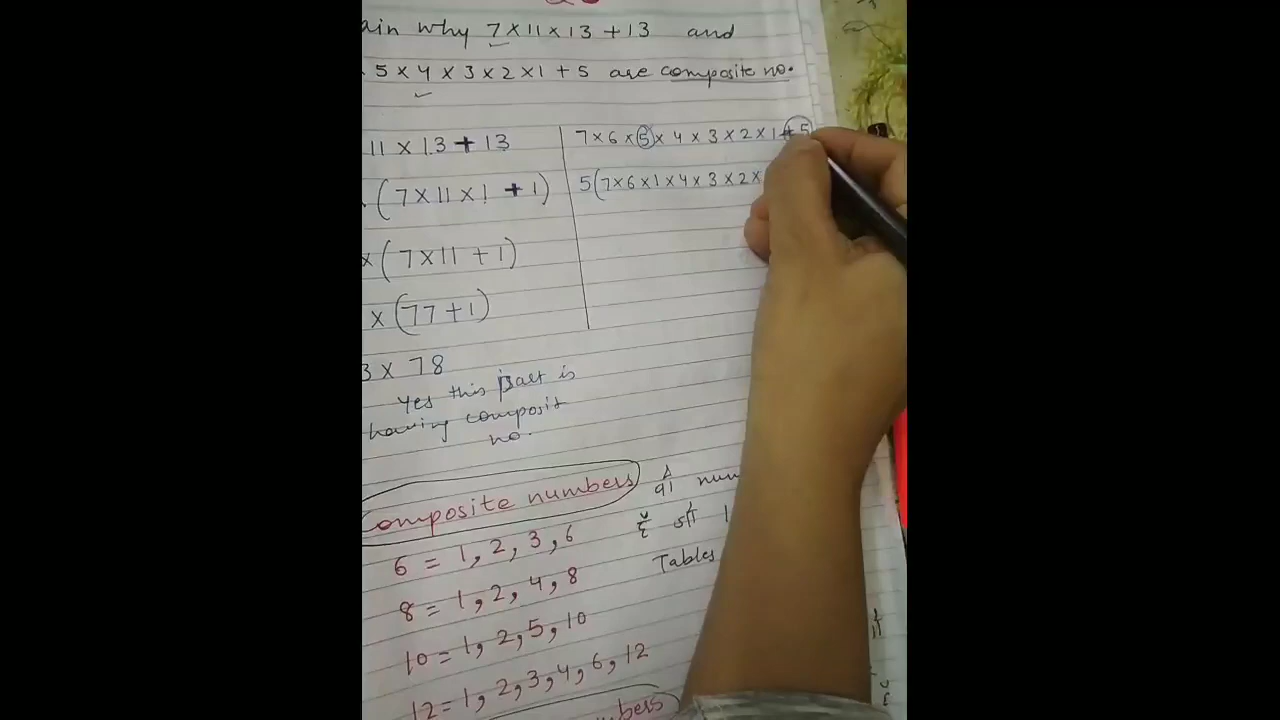 ain why 7×11×13+13 and
5×4×3×2×1+5 are composite no.
11×13+13
(7×11×1+1)
×(7×11+1)
×(77+1)
3×78
Yes this part is
having composit
no.
7×6×5×4×3×2×1+5
5(7×6×1×4×3×2×
Composite numbers
6=1,2,3,6
8=1,2,4,8
10=1,2,5,10
12=1,2,3,4,6,12
Tables